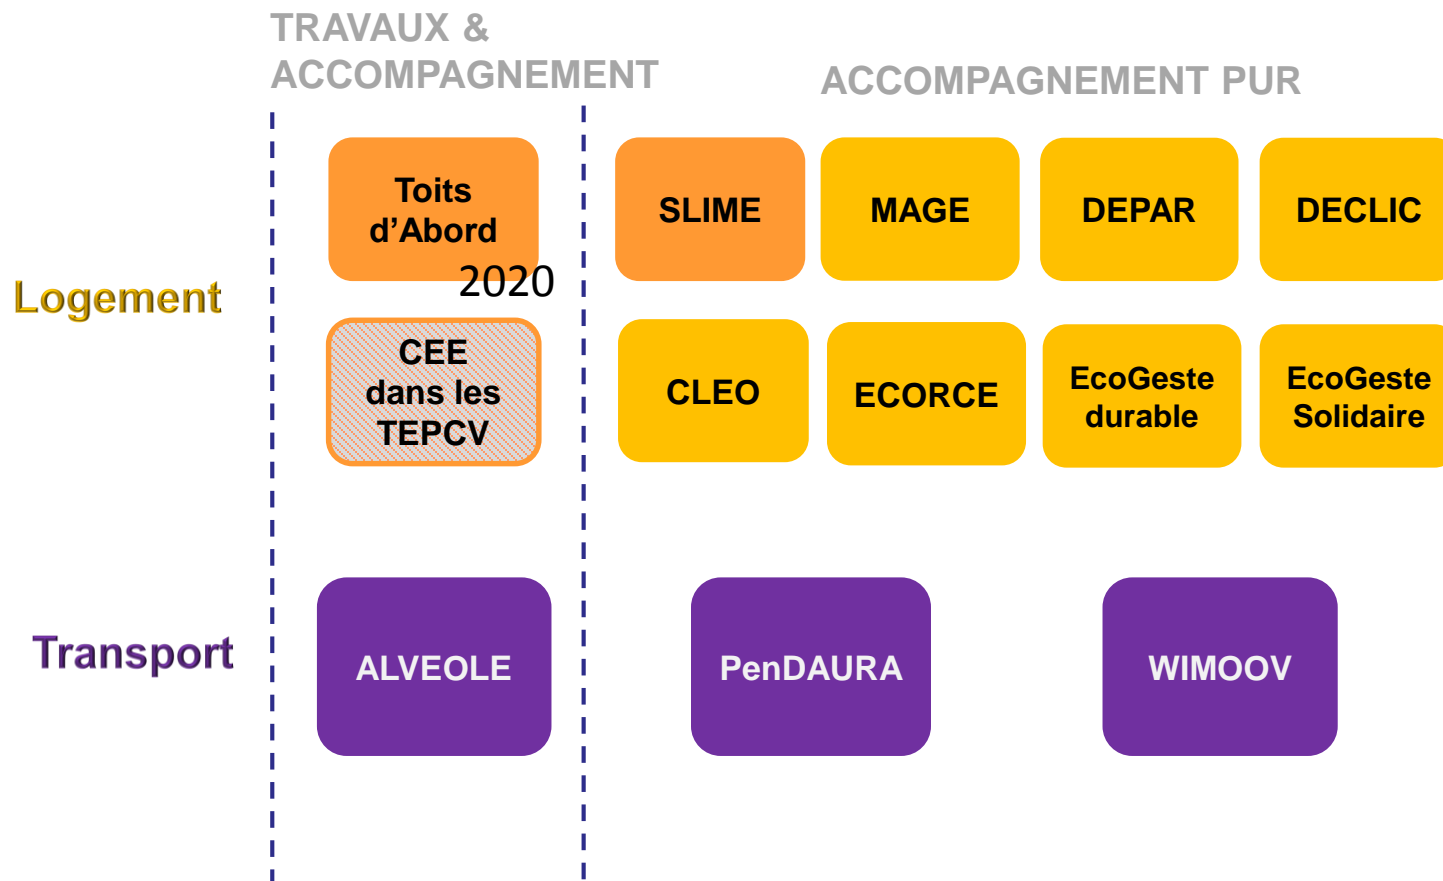 TRAVAUX &
ACCOMPAGNEMENT
ACCOMPAGNEMENT PUR
Logement
Toits
d’Abord
2020
SLIME
MAGE
DEPAR
DECLIC
CEE
dans les
TEPCV
CLEO
ECORCE
EcoGeste
durable
EcoGeste
Solidaire
Transport
ALVEOLE
PenDAURA
WIMOOV